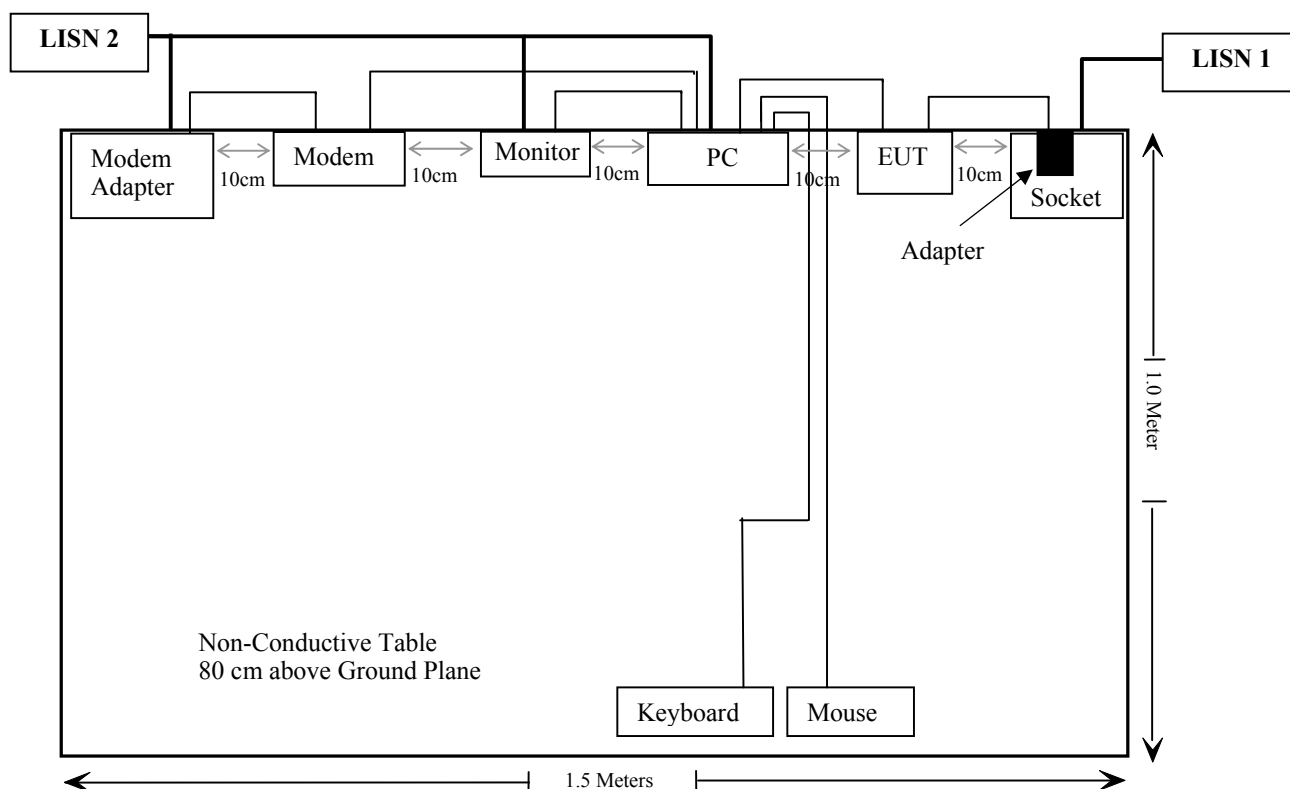 LISN 2
LISN 1
Modem
Adapter
10cm
Modem
10cm
Monitor
10cm
PC
10cm
EUT
10cm
Socket
Adapter
1.0 Meter
Non-Conductive Table
80 cm above Ground Plane
Keyboard
Mouse
1.5 Meters